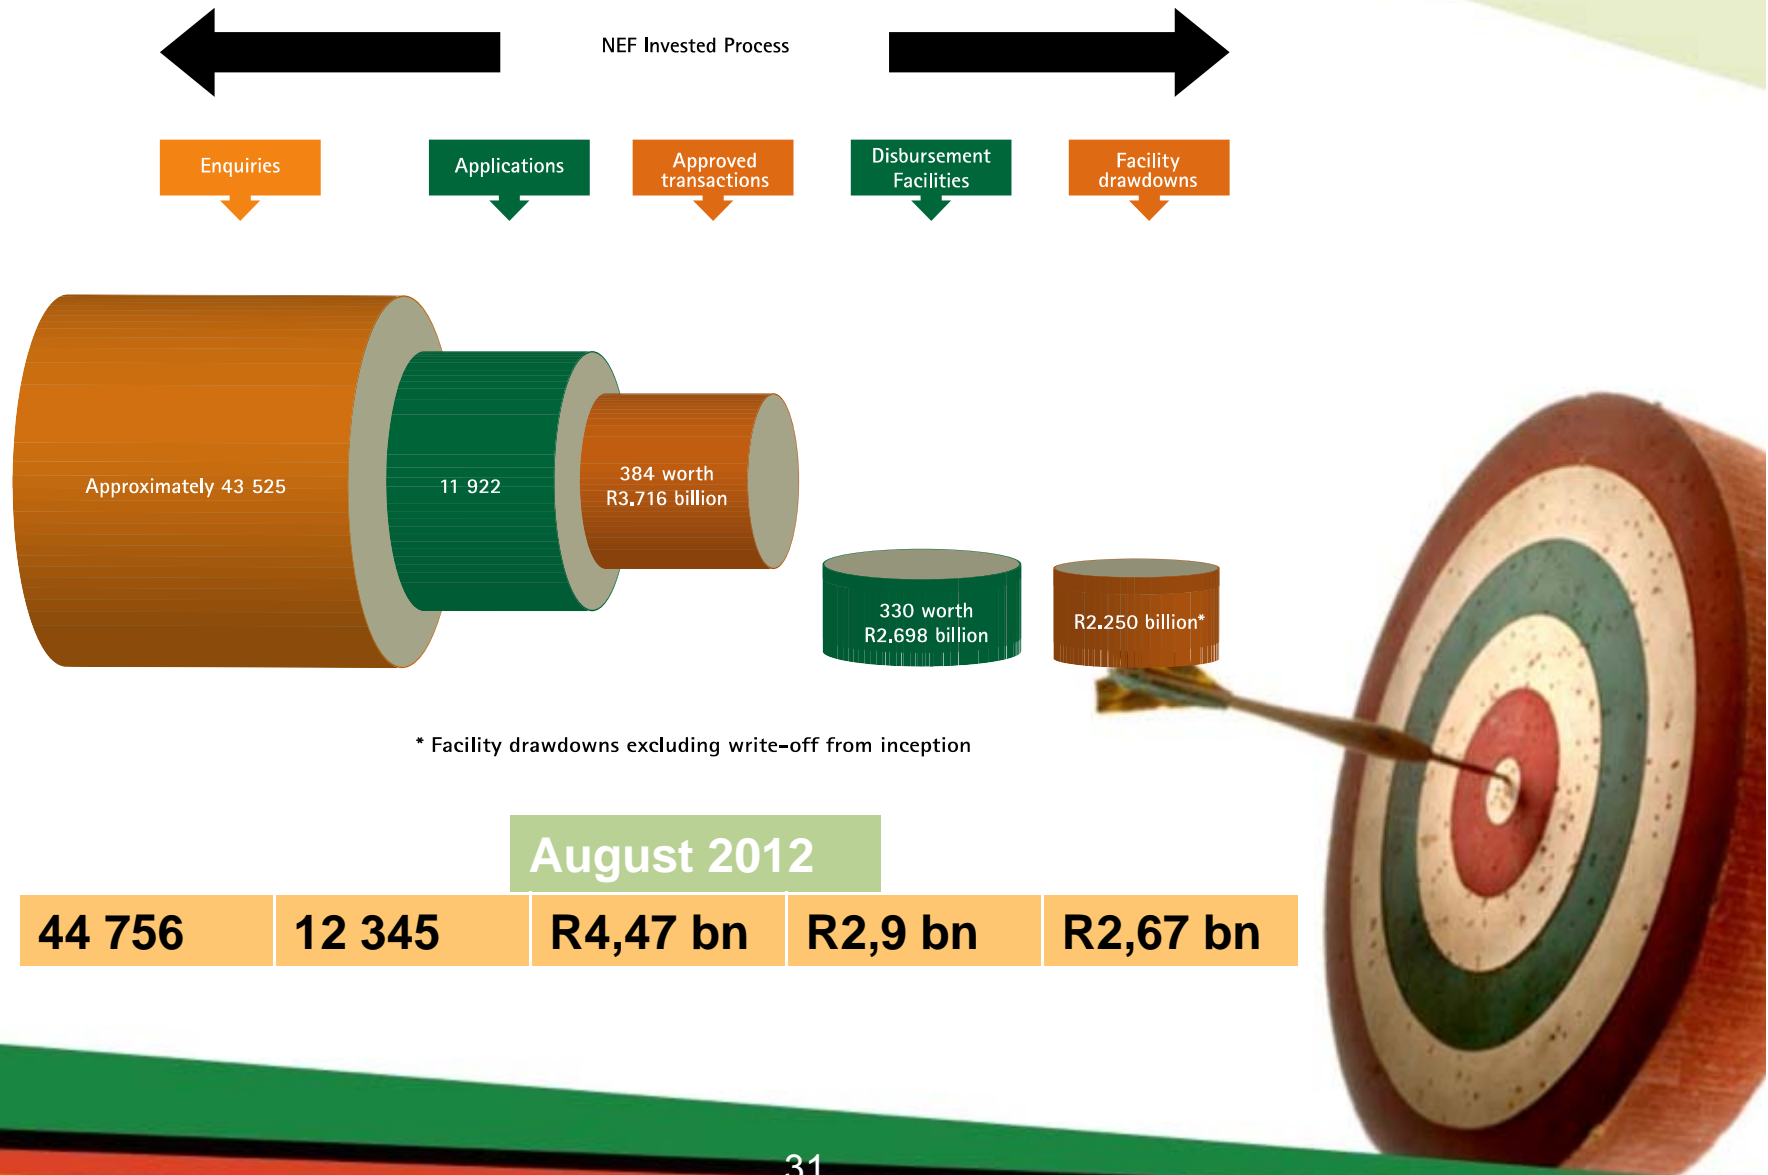 NEF Invested Process
Enquiries
Applications
Approved
transactions
Disbursement
Facilities
Facility
drawdowns
Approximately 43 525
11 922
384 worth
R3.716 billion
330 worth
R2.698 billion
R2.250 billion*
* Facility drawdowns excluding write-off from inception
August 2012
44 756
12 345
R4,47 bn
R2,9 bn
R2,67 bn
31